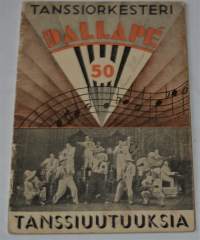 TANSSIORKESTERI
DALLAPÉ
50
TANSSIUUTUUKSIA